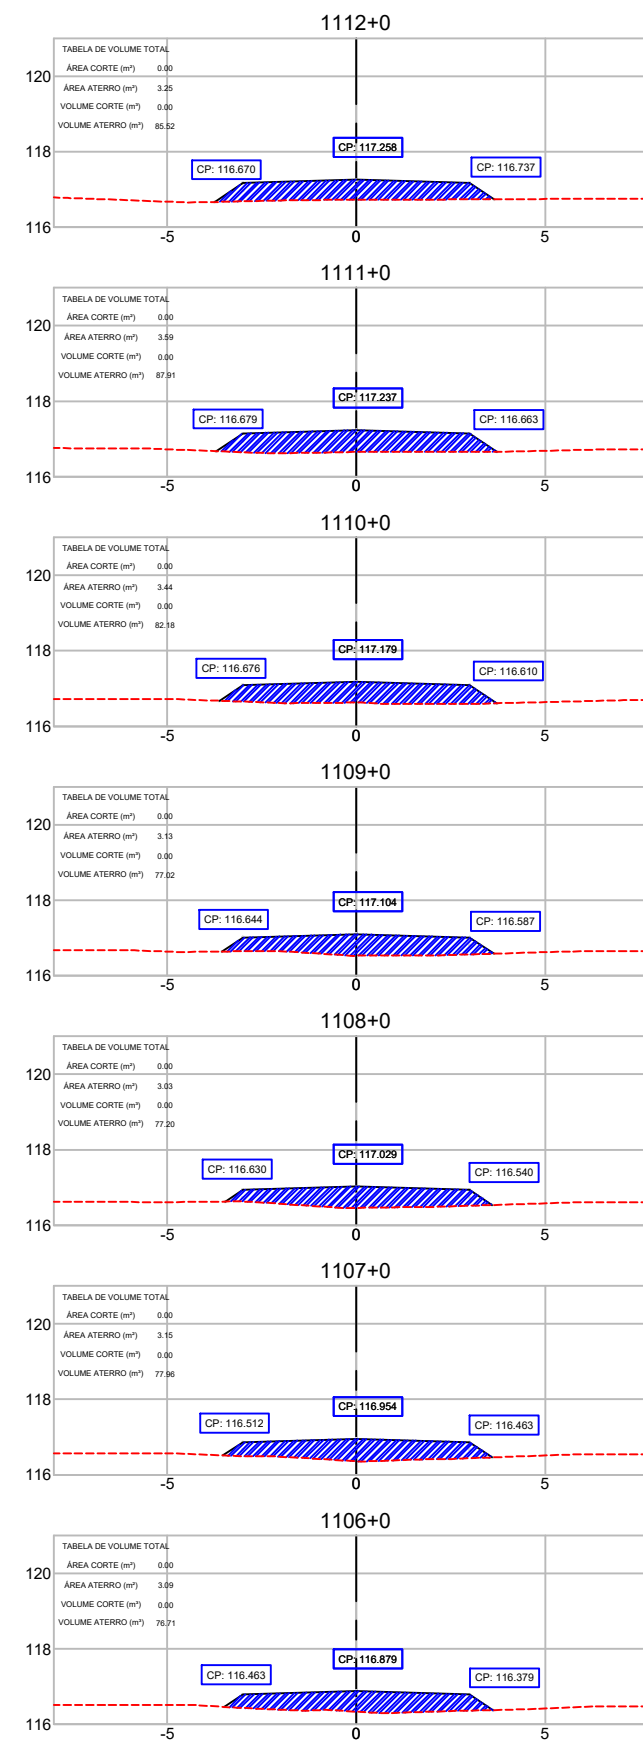 1112+0
TABELA DE VOLUME TOTAL
ÁREA CORTE (m²) 0.00
120
ÁREA ATERRO (m²) 3.25
VOLUME CORTE (m³) 0.00
VOLUME ATERRO (m³) 85.52
118
CP: 117.258
CP: 116.670
CP: 116.737
116
-5 0 5
1111+0
TABELA DE VOLUME TOTAL
ÁREA CORTE (m²) 0.00
120
ÁREA ATERRO (m²) 3.59
VOLUME CORTE (m³) 0.00
VOLUME ATERRO (m³) 87.91
118
CP: 117.237
CP: 116.679
CP: 116.663
116
-5 0 5
1110+0
TABELA DE VOLUME TOTAL
ÁREA CORTE (m²) 0.00
120
ÁREA ATERRO (m²) 3.44
VOLUME CORTE (m³) 0.00
VOLUME ATERRO (m³) 82.18
118
CP: 117.179
CP: 116.676
CP: 116.610
116
-5 0 5
1109+0
TABELA DE VOLUME TOTAL
ÁREA CORTE (m²) 0.00
120
ÁREA ATERRO (m²) 3.13
VOLUME CORTE (m³) 0.00
VOLUME ATERRO (m³) 77.02
118
CP: 117.104
CP: 116.644
CP: 116.587
116
-5 0 5
1108+0
TABELA DE VOLUME TOTAL
ÁREA CORTE (m²) 0.00
120
ÁREA ATERRO (m²) 3.03
VOLUME CORTE (m³) 0.00
VOLUME ATERRO (m³) 77.20
118
CP: 117.029
CP: 116.630
CP: 116.540
116
-5 0 5
1107+0
TABELA DE VOLUME TOTAL
ÁREA CORTE (m²) 0.00
120
ÁREA ATERRO (m²) 3.15
VOLUME CORTE (m³) 0.00
VOLUME ATERRO (m³) 77.96
118
CP: 116.954
CP: 116.512
CP: 116.463
116
-5 0 5
1106+0
TABELA DE VOLUME TOTAL
ÁREA CORTE (m²) 0.00
120
ÁREA ATERRO (m²) 3.09
VOLUME CORTE (m³) 0.00
VOLUME ATERRO (m³) 76.71
118
CP: 116.879
CP: 116.463
CP: 116.379
116
-5 0 5